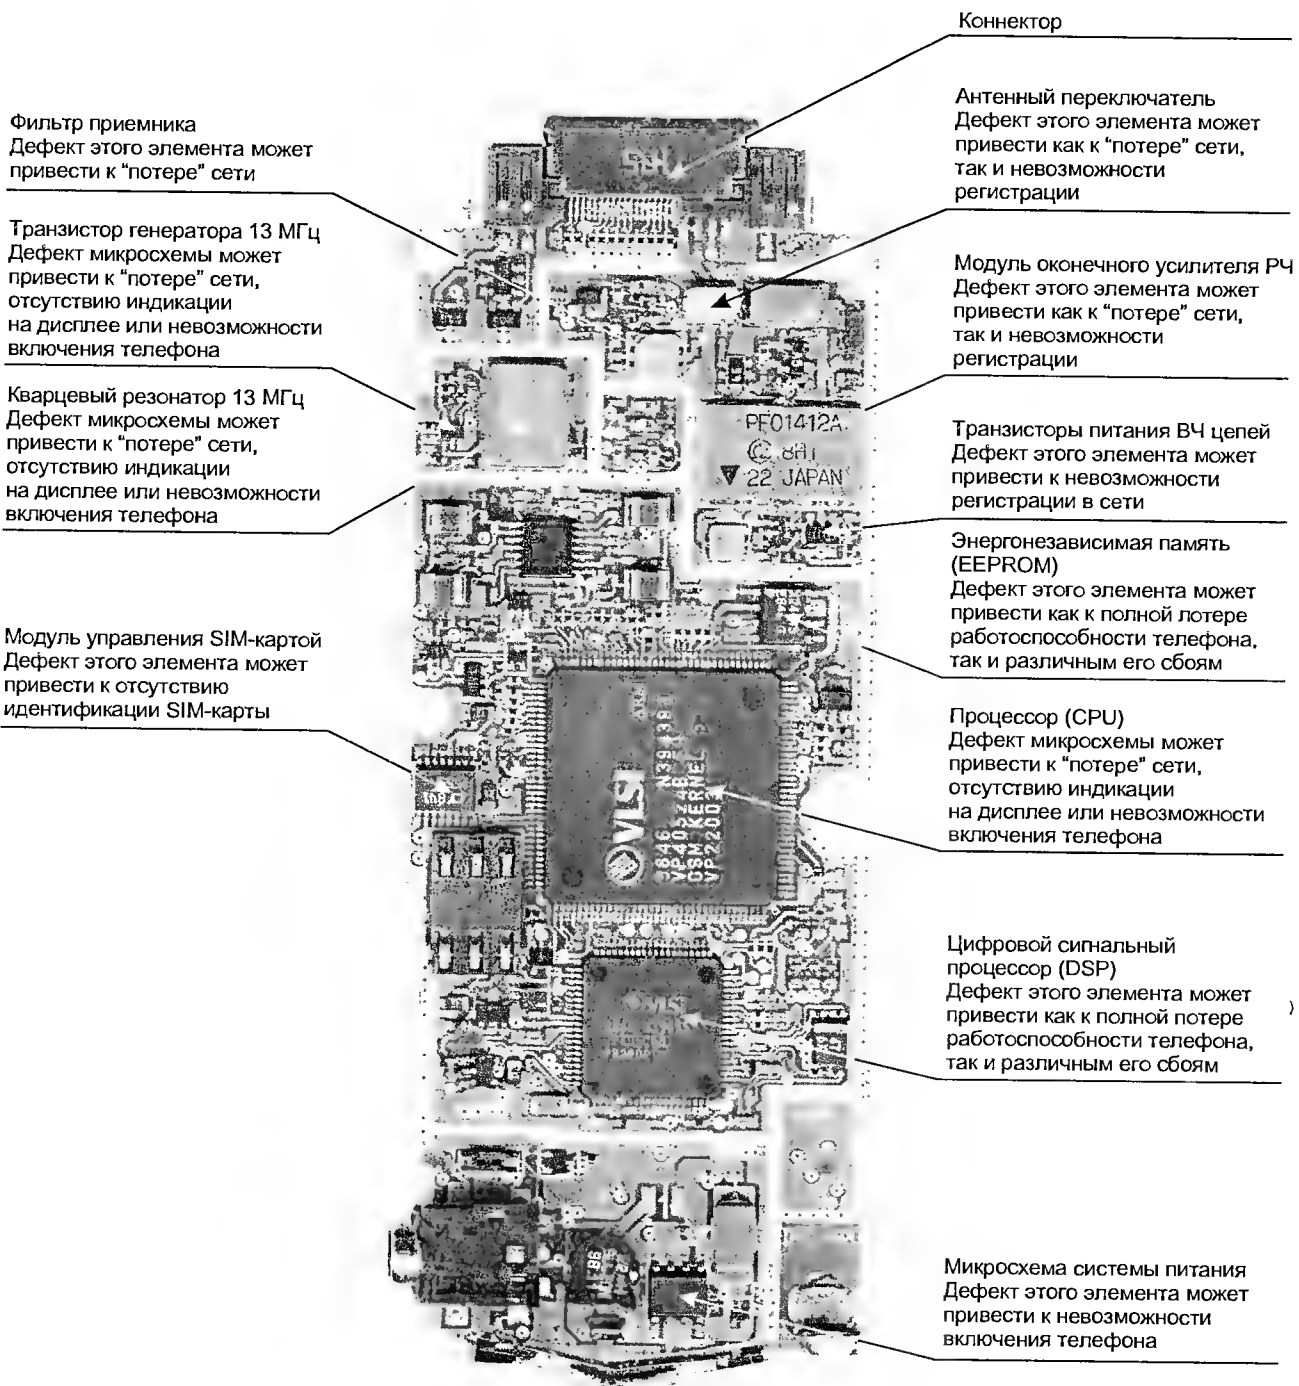 Коннектор
Антенный переключатель
Дефект этого элемента может
привести как к “потере” сети,
так и невозможности
регистрации
Фильтр приемника
Дефект этого элемента может
привести к “потере” сети
Транзистор генератора 13 МГц
Дефект микросхемы может
привести к “потере” сети,
отсутствию индикации
на дисплее или невозможности
включения телефона
Модуль оконечного усилителя РЧ
Дефект этого элемента может
привести как к “потере” сети,
так и невозможности
регистрации
Кварцевый резонатор 13 МГц
Дефект микросхемы может
привести к “потере” сети,
отсутствию индикации
на дисплее или невозможности
включения телефона
PF01412A
22 JAPAN
Транзисторы питания ВЧ цепей
Дефект этого элемента может
привести к невозможности
регистрации в сети
Энергонезависимая память
(EEPROM)
Дефект этого элемента может
привести как к полной лотере
работоспособности телефона,
так и различным его сбоям
Модуль управления SIM-картой
Дефект этого элемента может
привести к отсутствию
идентификации SIM-карты
Процессор (CPU)
Дефект микросхемы может
привести к “потере” сети,
отсутствию индикации
на дисплее или невозможности
включения телефона
VLSI
9846
VP40574B
GSM KERNEL
Цифровой сигнальный
процессор (DSP)
Дефект этого элемента может
привести как к полной потере
работоспособности телефона,
так и различным его сбоям
Микросхема системы питания
Дефект этого элемента может
привести к невозможности
включения телефона